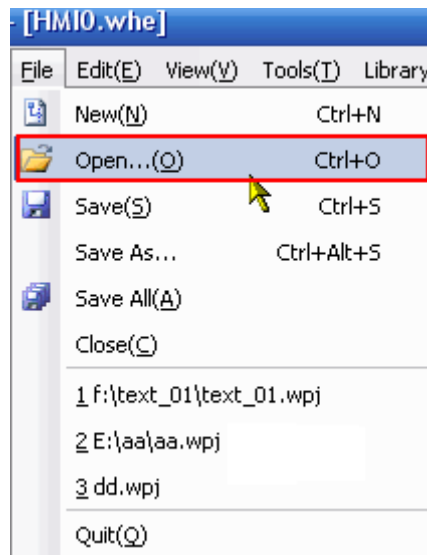 - [HMI0.whe]
File Edit(E) View(V) Tools(T) Library
New(N) Ctrl+N
Open...(O) Ctrl+O
Save(S) Ctrl+S
Save As... Ctrl+Alt+S
Save All(A)
Close(C)
1 f:\text_01\text_01.wpj
2 E:\aa\aa.wpj
3 dd.wpj
Quit(Q)